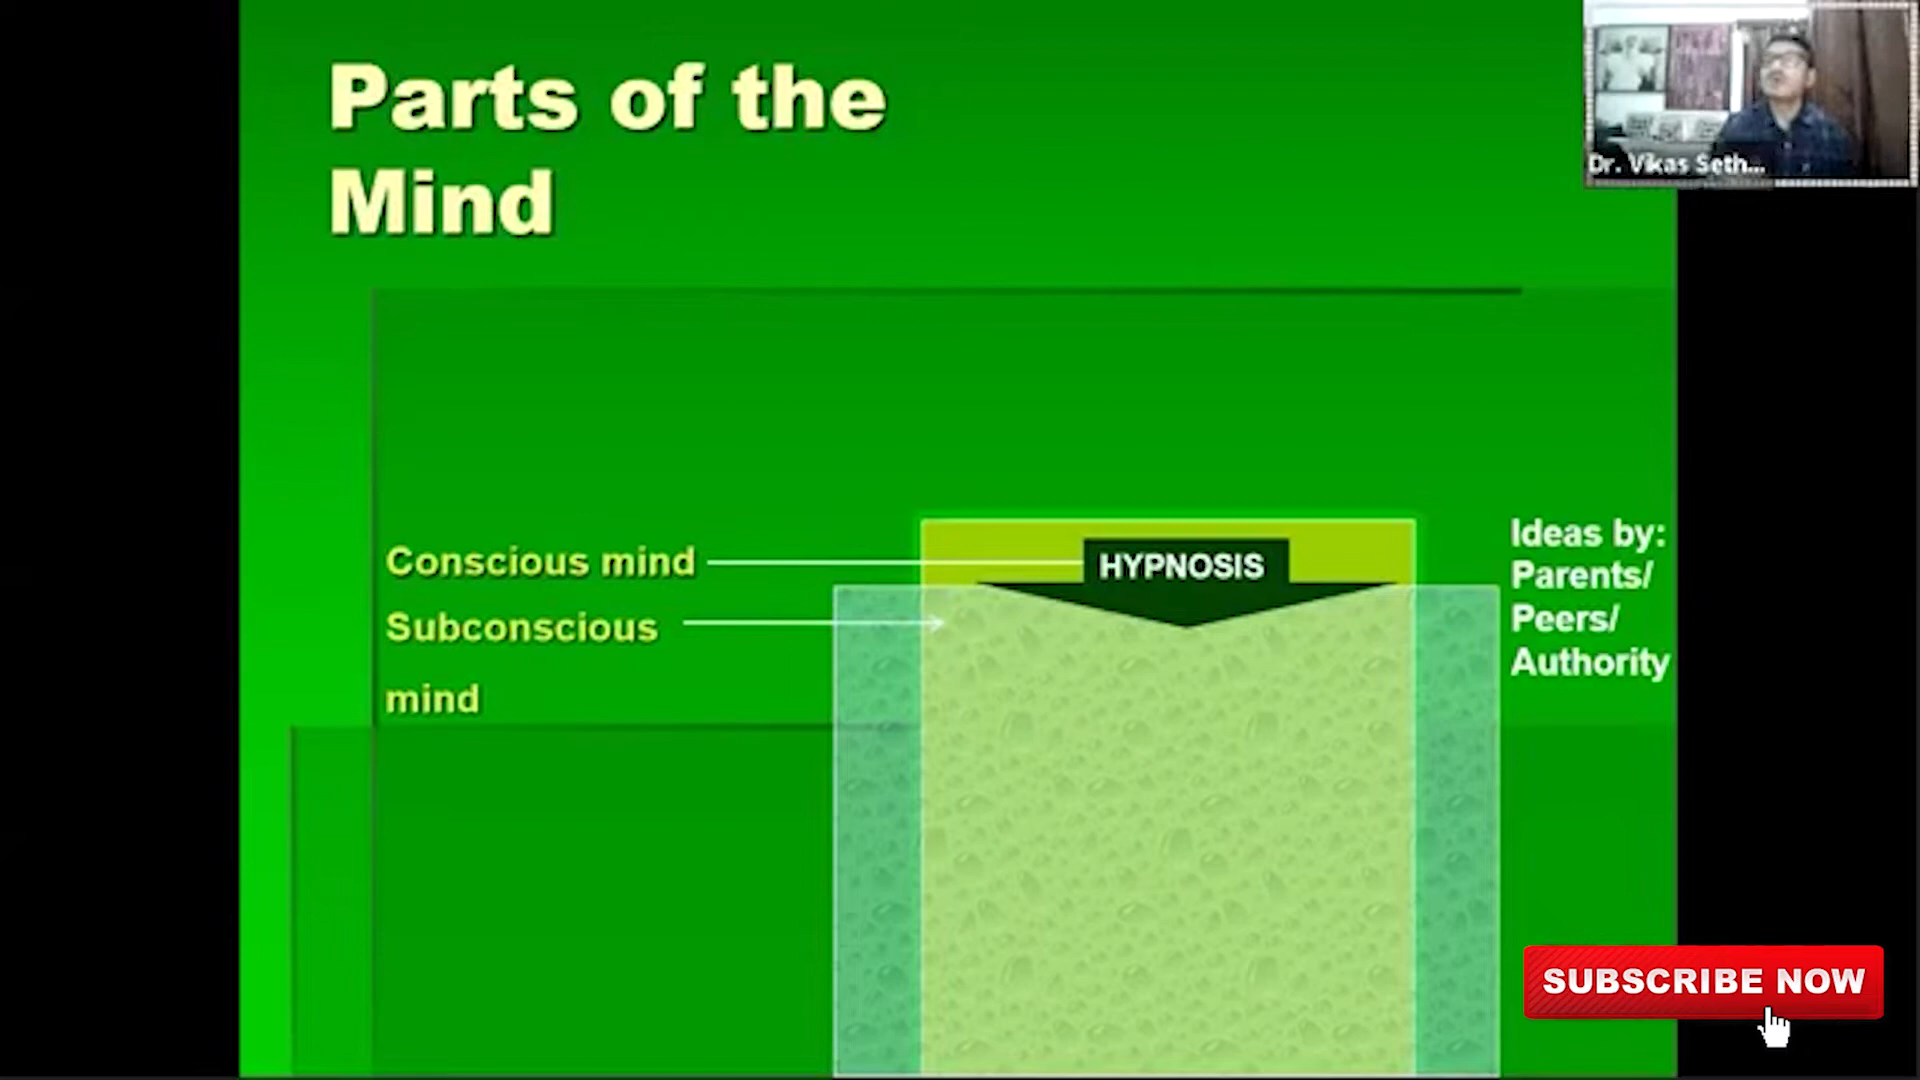 Parts of the
Mind
Dr. Vikas Seth...
Conscious mind
Subconscious
mind
HYPNOSIS
Ideas by:
Parents/
Peers/
Authority
SUBSCRIBE NOW